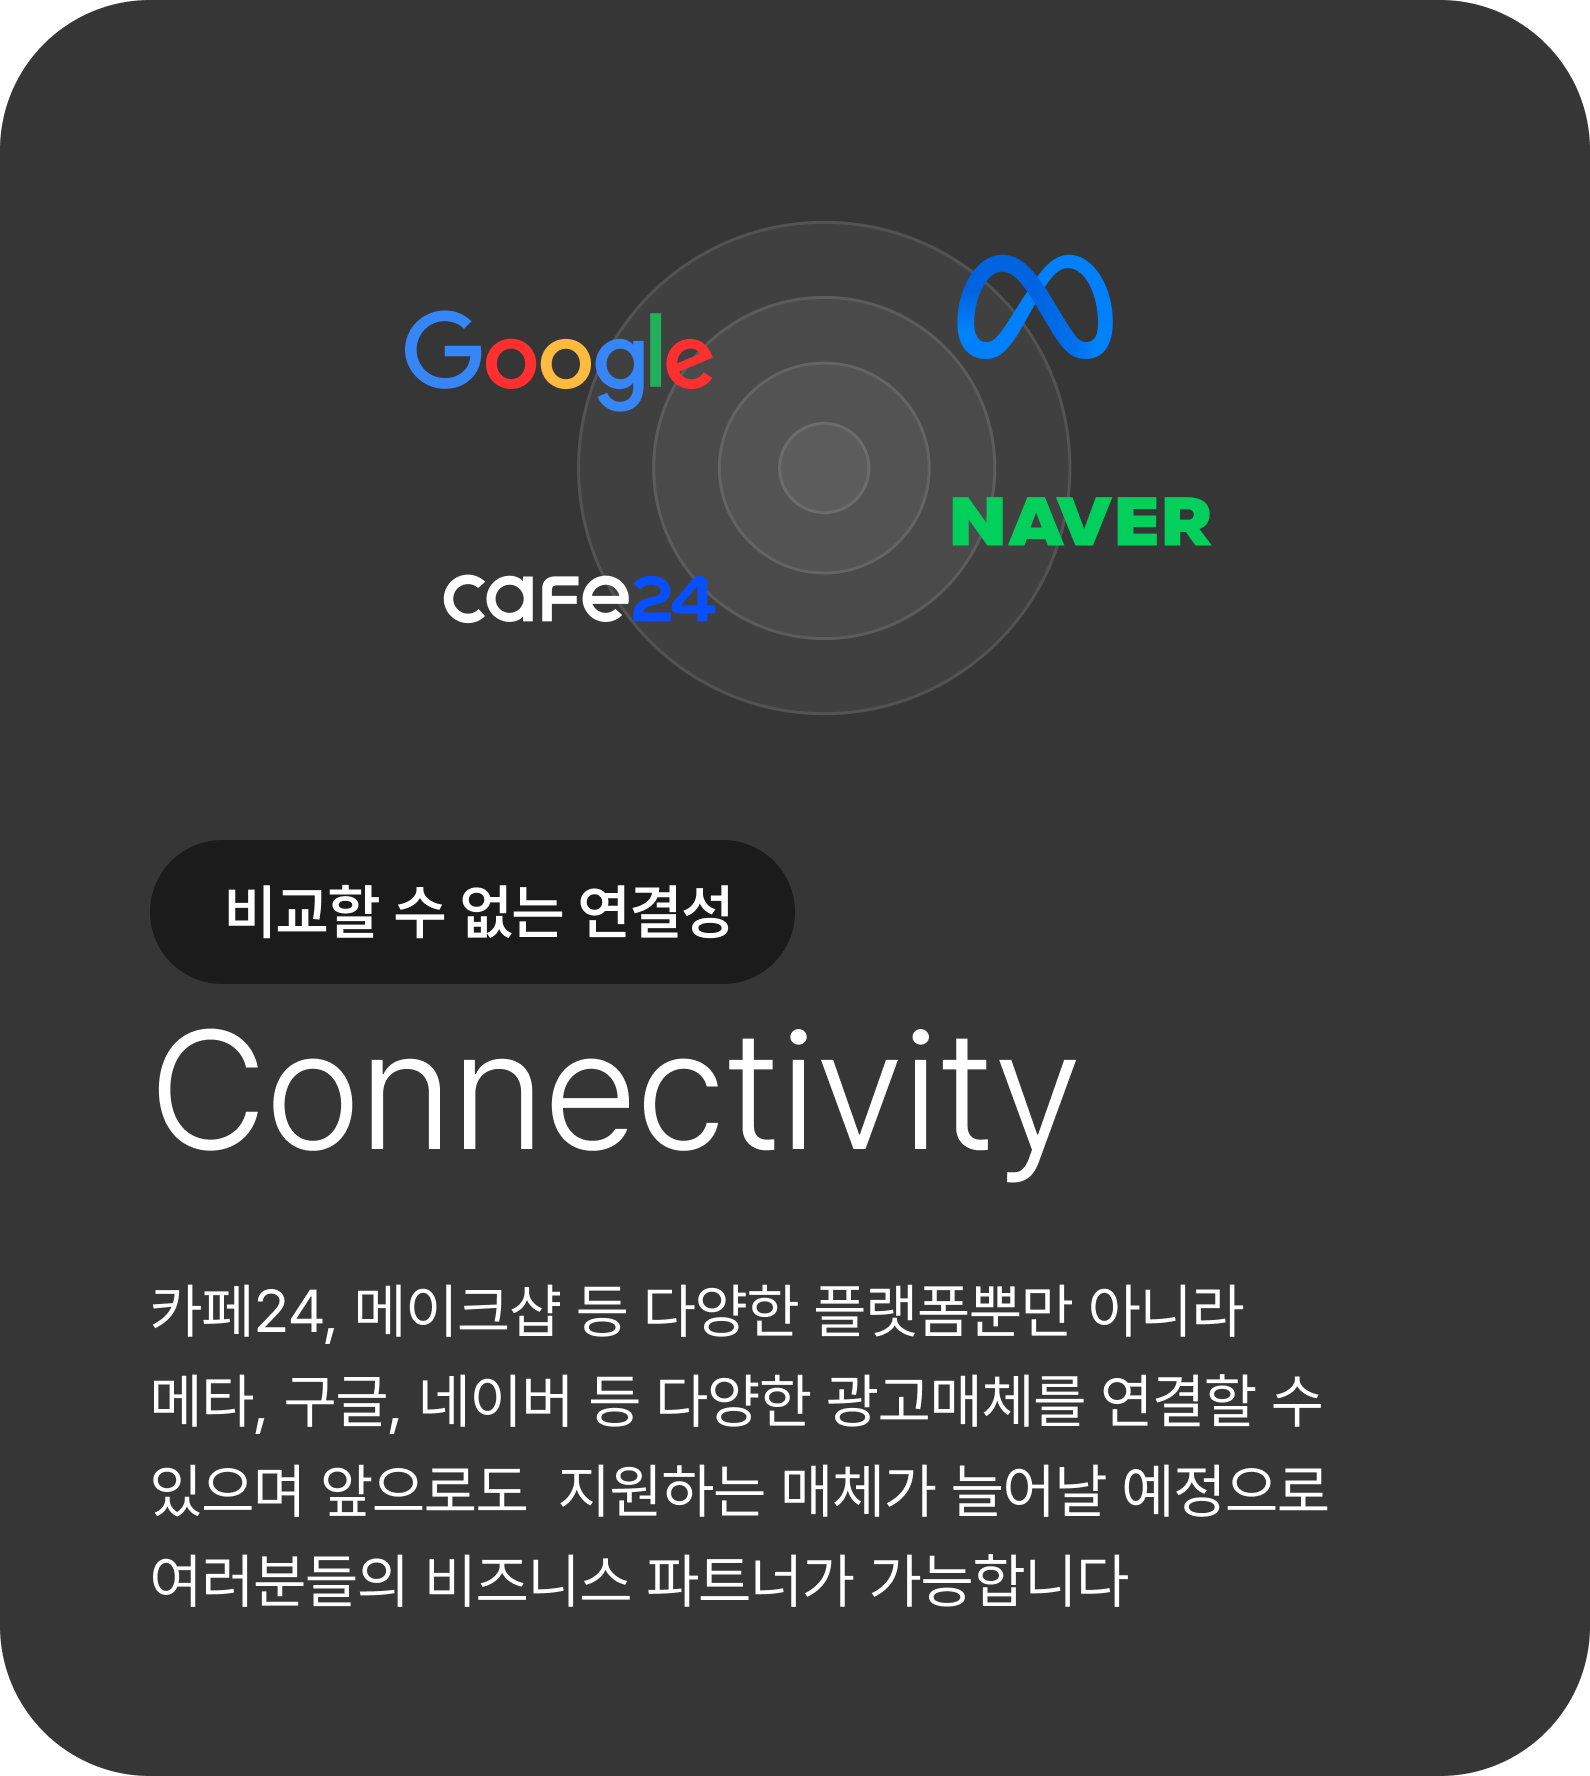 Google
NAVER
cafe24
비교할 수 없는 연결성
Connectivity
카페24, 메이크샵 등 다양한 플랫폼뿐만 아니라
메타, 구글, 네이버 등 다양한 광고매체를 연결할 수
있으며 앞으로도  지원하는 매체가 늘어날 예정으로
여러분들의 비즈니스 파트너가 가능합니다